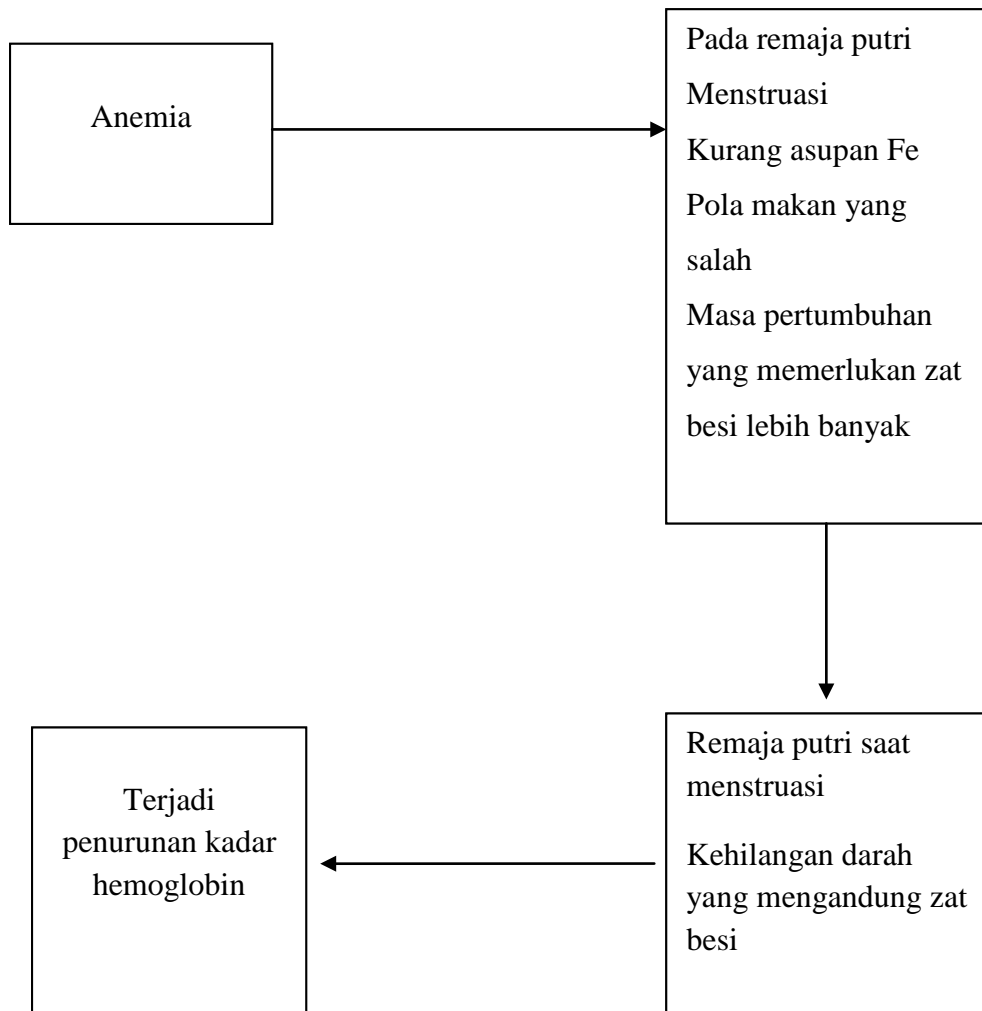 Anemia
Pada remaja putri
Menstruasi
Kurang asupan Fe
Pola makan yang
salah
Masa pertumbuhan
yang memerlukan zat
besi lebih banyak
Remaja putri saat
menstruasi
Kehilangan darah
yang mengandung zat
besi
Terjadi
penurunan kadar
hemoglobin